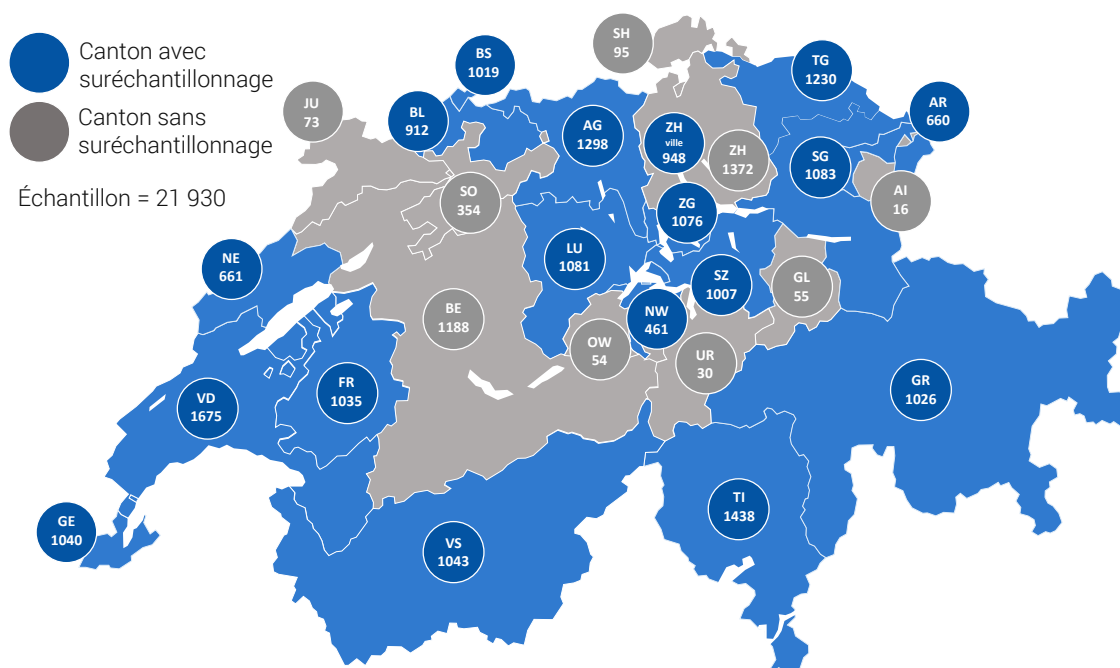 Canton avec
suréchantillonnage
Canton sans
suréchantillonnage
Échantillon = 21 930
SH
95
BS
1019
TG
1230
JU
73
BL
912
AG
1298
ZH
ville
948
ZH
1372
AR
660
SG
1083
SO
354
AI
16
ZG
1076
NE
661
LU
1081
SZ
1007
GL
55
BE
1188
NW
461
OW
54
UR
30
FR
1035
VD
1675
GR
1026
GE
1040
VS
1043
TI
1438